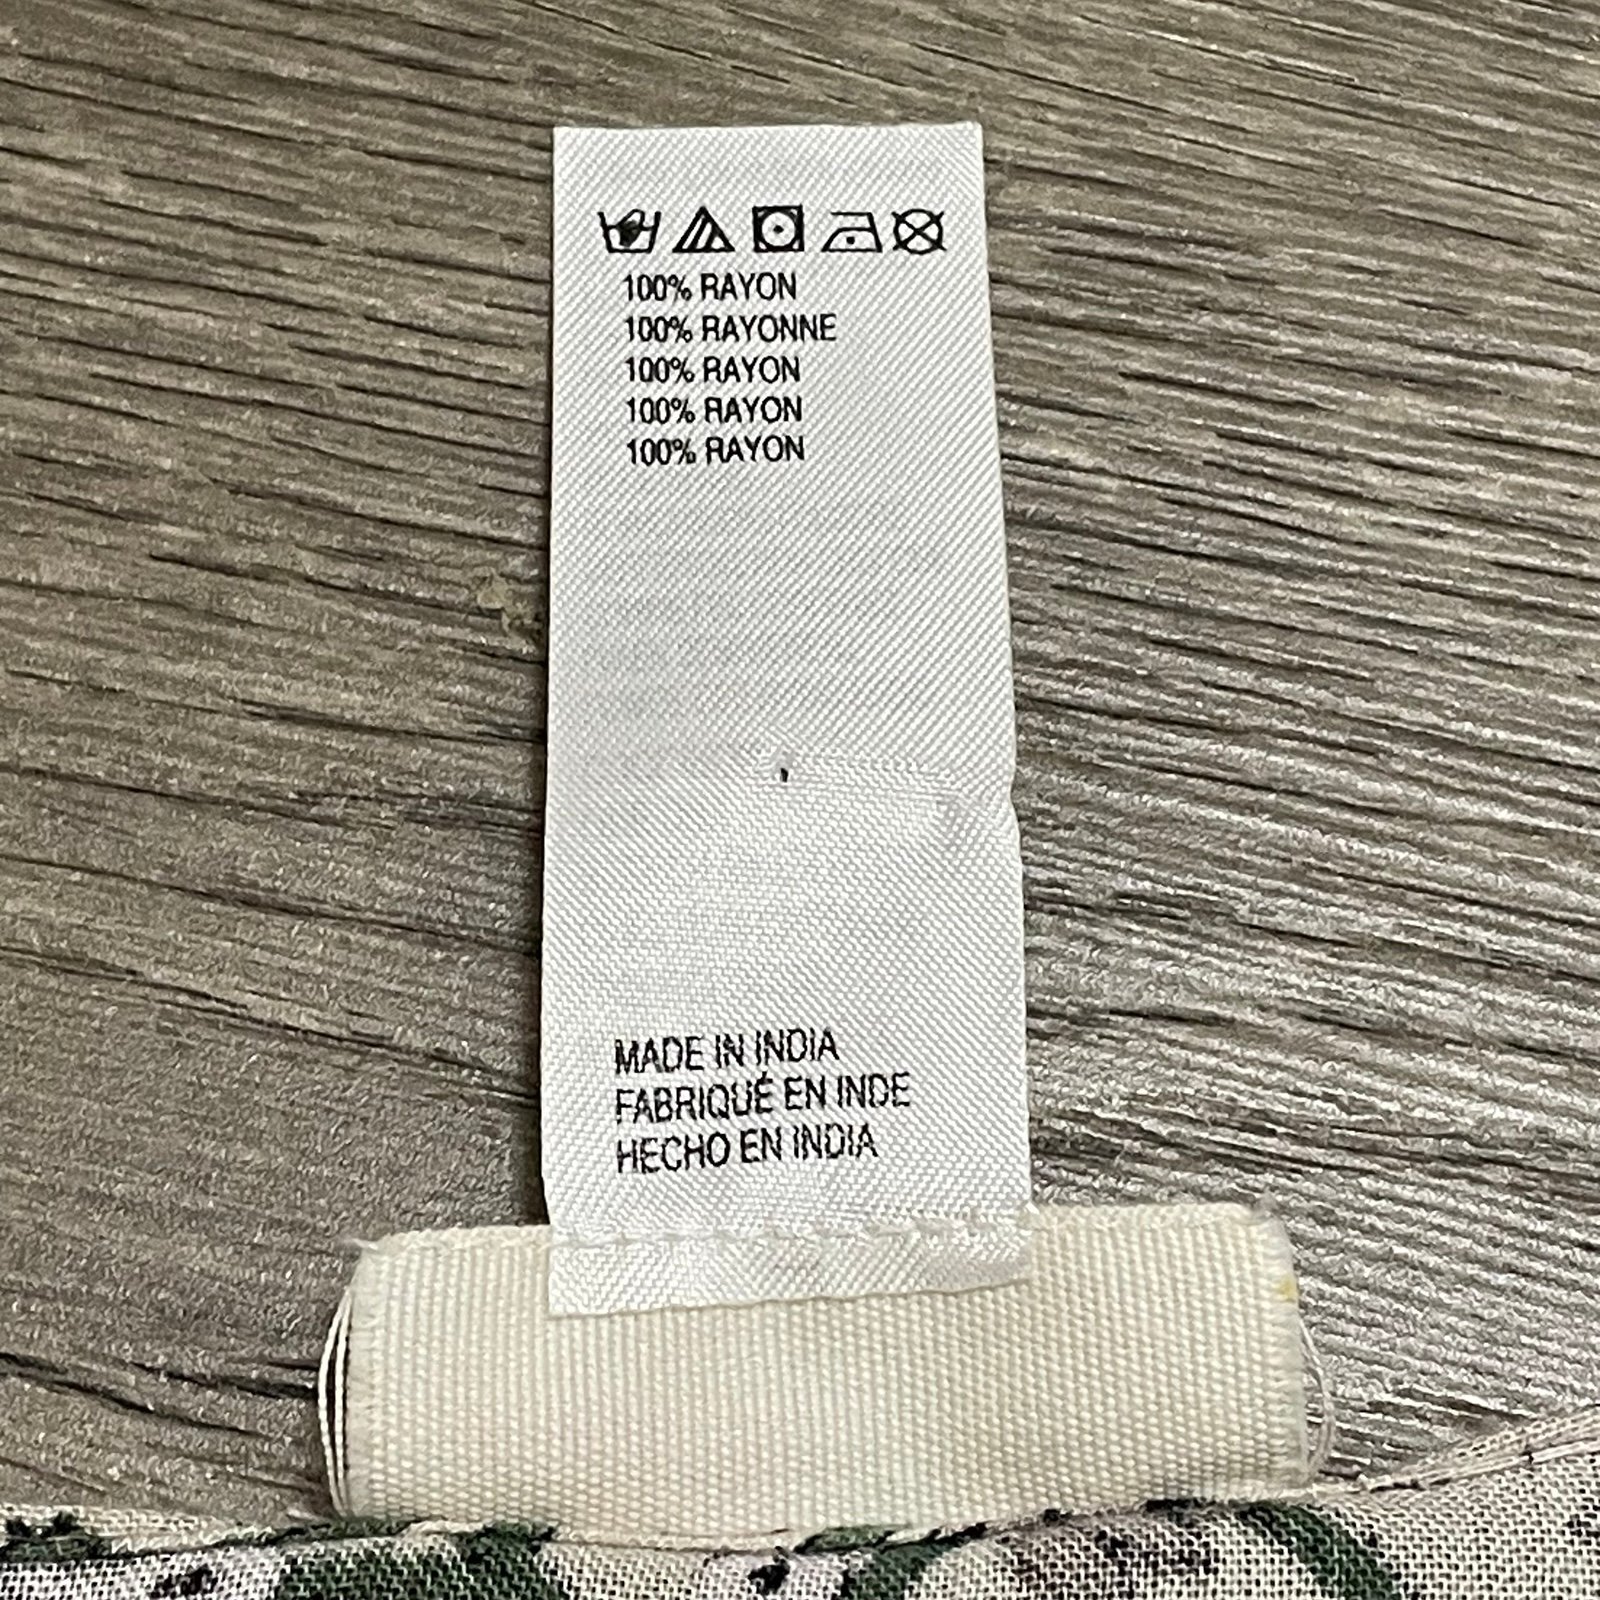 100% RAYON
100% RAYONNE
100% RAYON
100% RAYON
100% RAYON
MADE IN INDIA
FABRIQUÉ EN INDE
HECHO EN INDIA